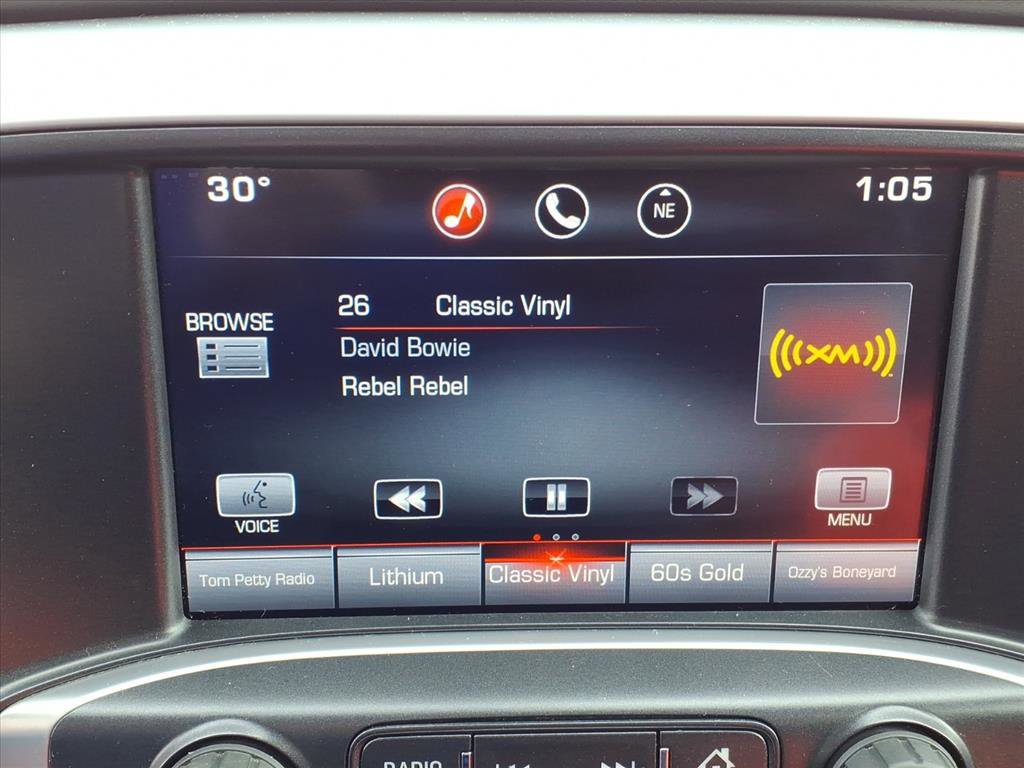 30°
NE
1:05
BROWSE
26 Classic Vinyl
David Bowie
Rebel Rebel
XM
VOICE
MENU
Tom Petty Radio
Lithium
Classic Vinyl
60s Gold
Ozzy's Boneyard
RADIO